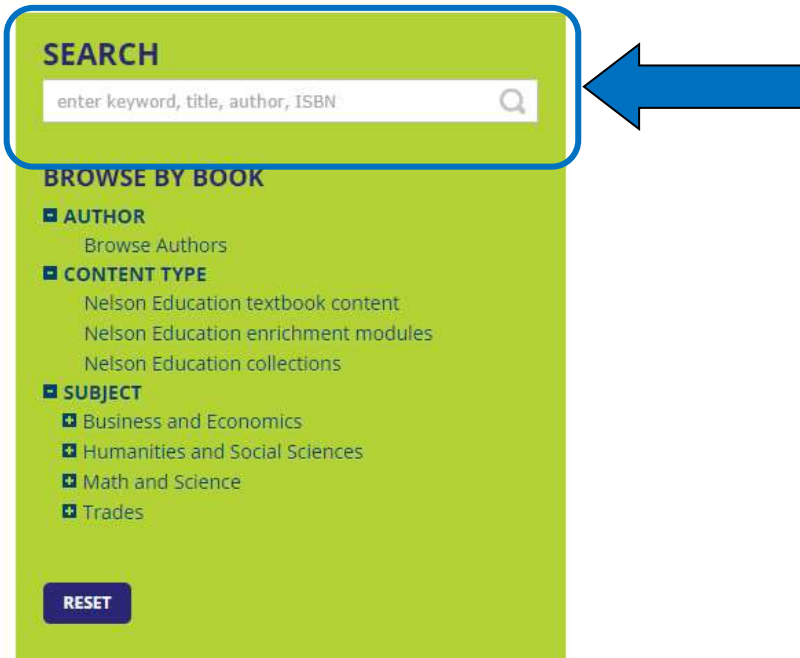 SEARCH
enter keyword, title, author, ISBN
BROWSE BY BOOK
AUTHOR
Browse Authors
CONTENT TYPE
Nelson Education textbook content
Nelson Education enrichment modules
Nelson Education collections
SUBJECT
Business and Economics
Humanities and Social Sciences
Math and Science
Trades
RESET